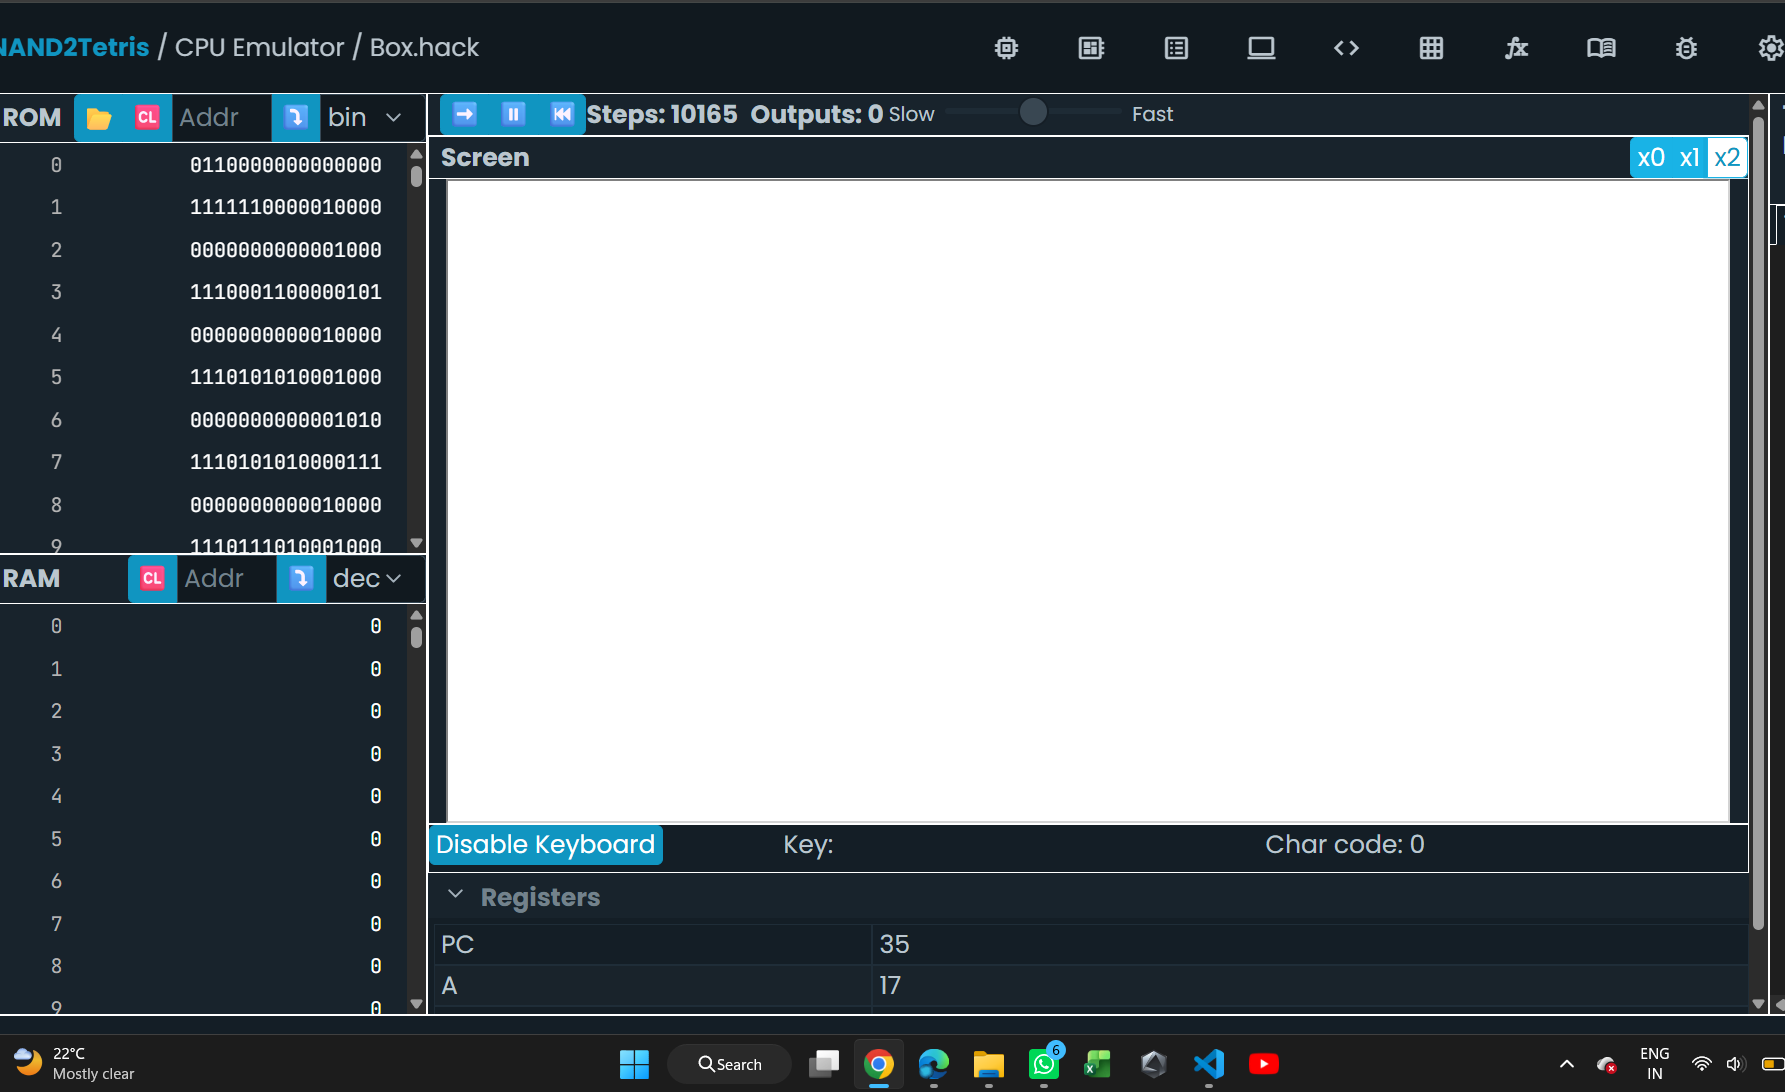 NAND2Tetris / CPU Emulator / Box.hack
ROM CL Addr bin
Steps: 10165 Outputs: 0 Slow Fast
Screen x0 x1 x2
0 0110000000000000
1 1111110000010000
2 0000000000001000
3 1110001100000101
4 0000000000010000
5 1110101010001000
6 0000000000001010
7 1110101010000111
8 0000000000010000
9 1110111010001000
RAM CL Addr dec
0 0
1 0
2 0
3 0
4 0
5 0
6 0
7 0
8 0
9 0
Disable Keyboard Key: Char code: 0
Registers
PC 35
A 17
22°C
Mostly clear
Search
6
ENG
IN